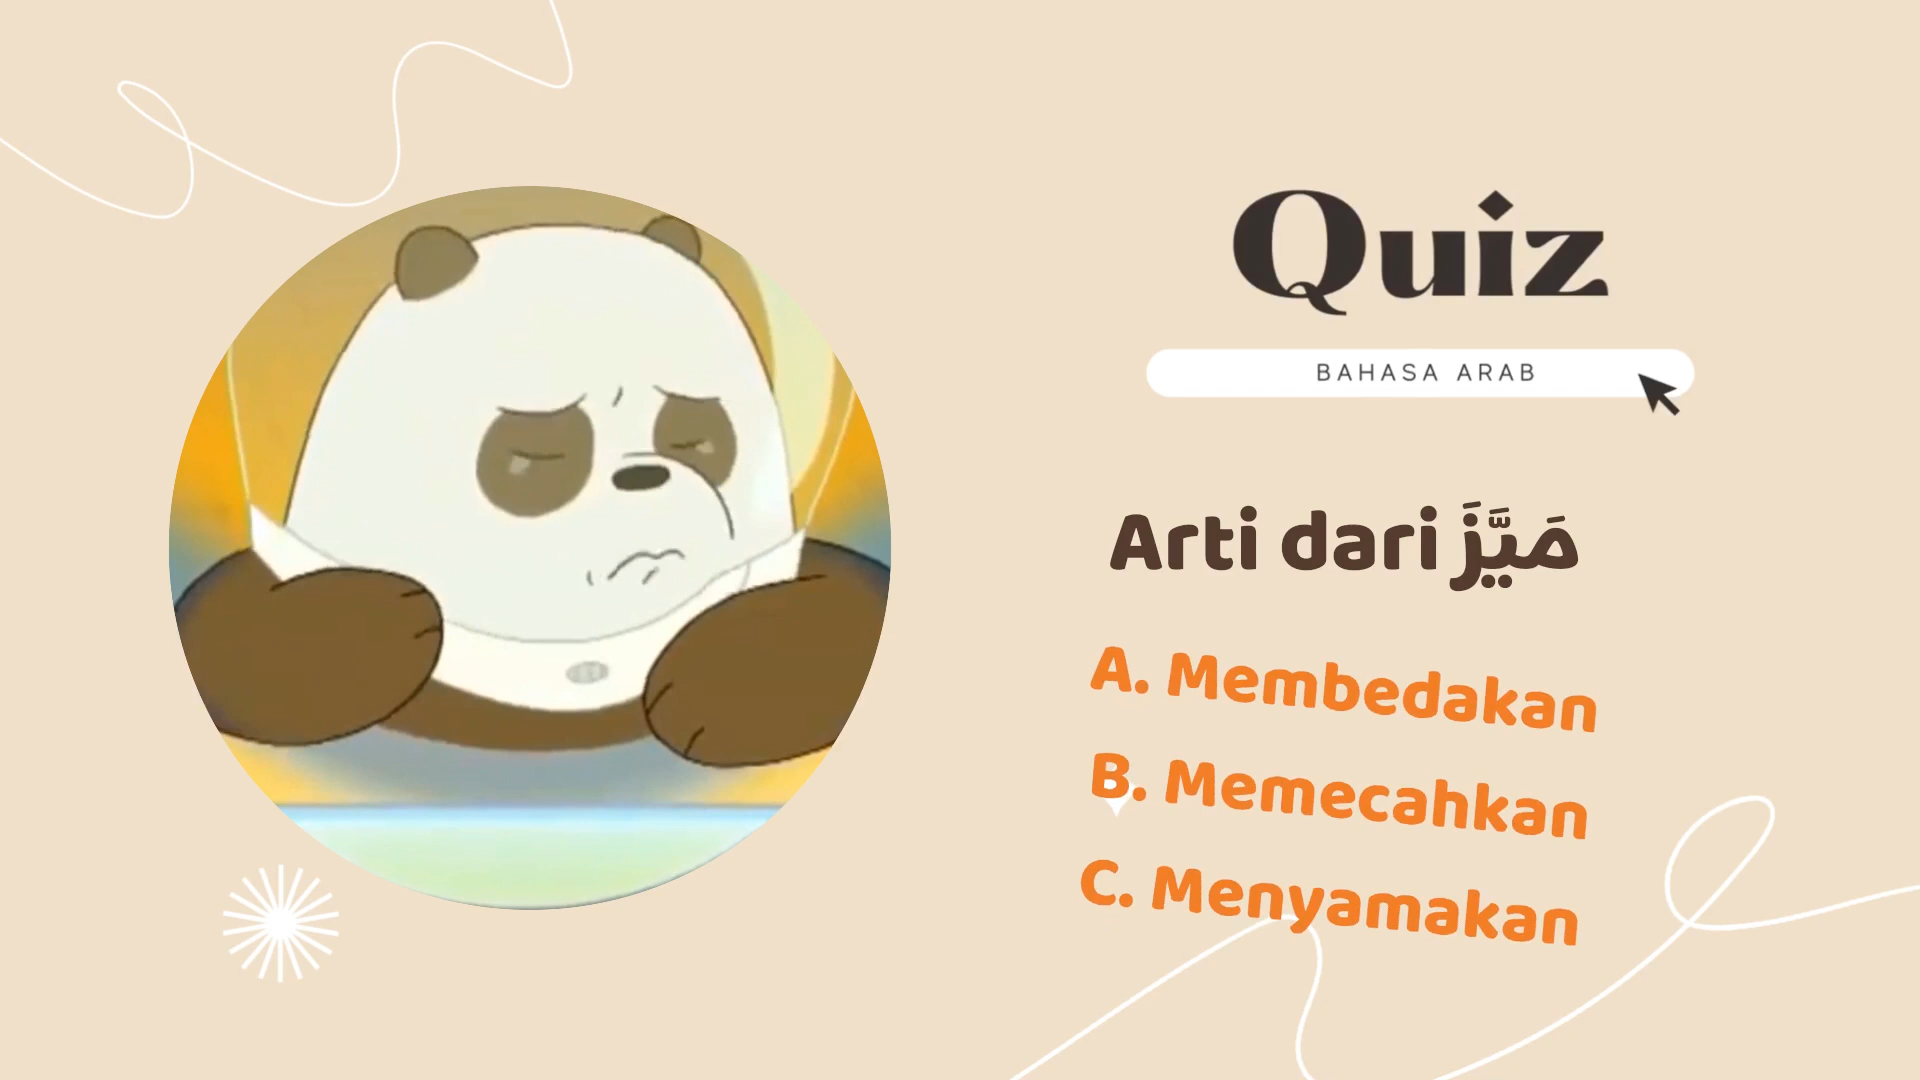 Quiz
BAHASA ARAB
Arti dari مَيَّزَ
A. Membedakan
B. Memecahkan
C. Menyamakan